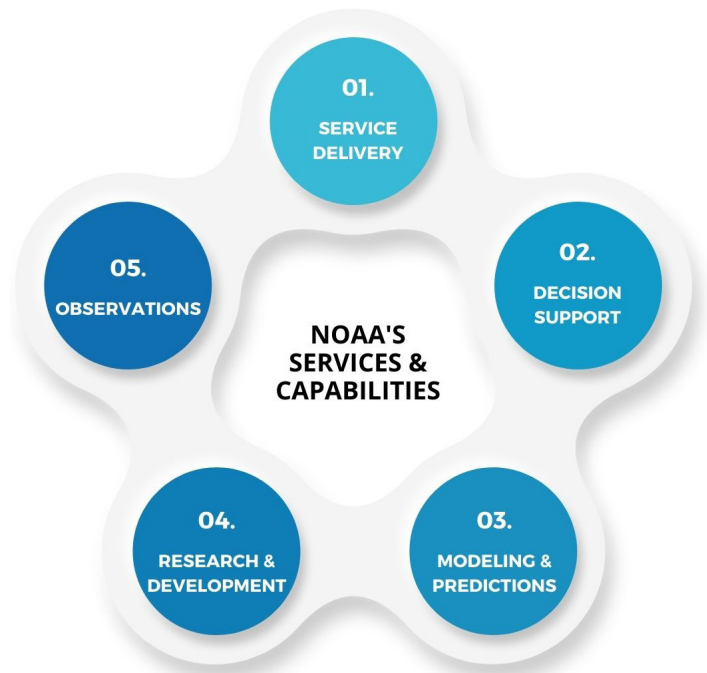 01.
SERVICE
DELIVERY
02.
DECISION
SUPPORT
03.
MODELING &
PREDICTIONS
04.
RESEARCH &
DEVELOPMENT
05.
OBSERVATIONS
NOAA'S
SERVICES &
CAPABILITIES